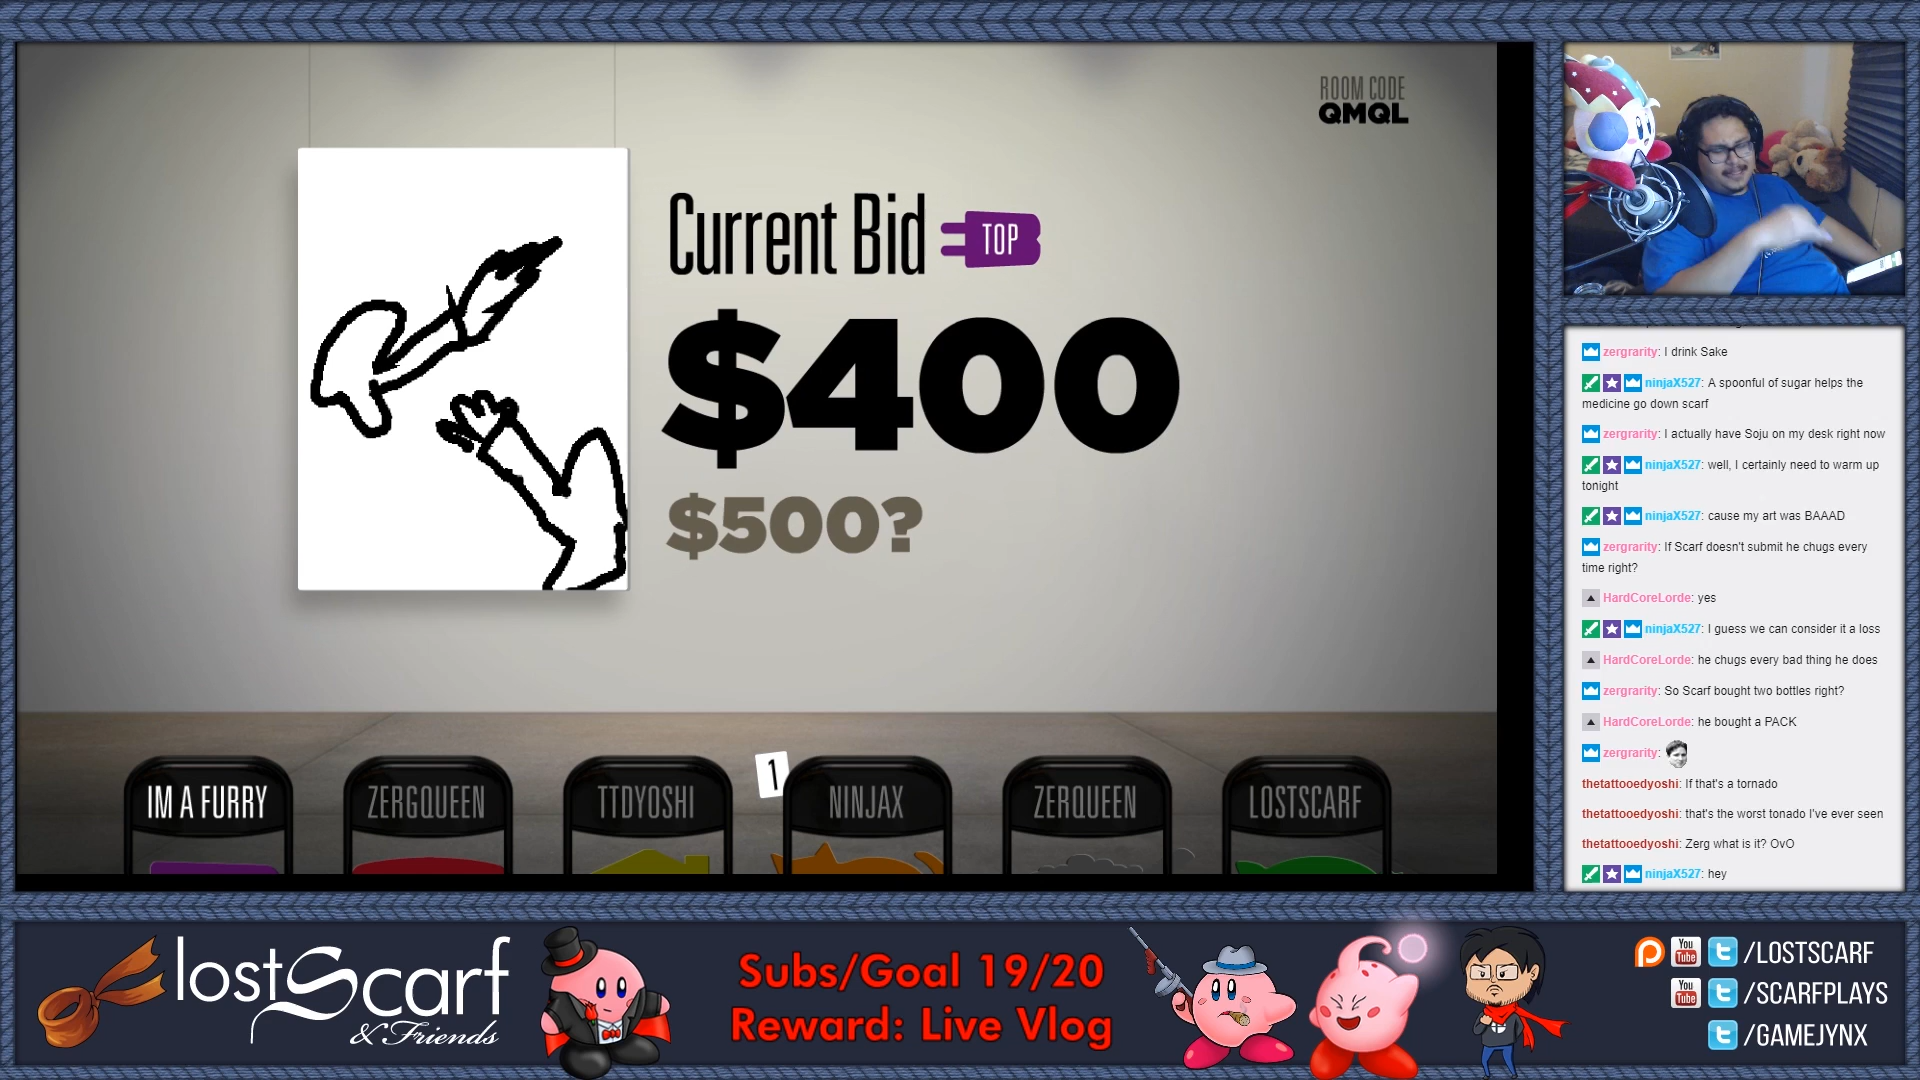 ROOM CODE
QMQL
Current Bid TOP
$400
$500?
1
IM A FURRY
ZERGQUEEN
TTDYOSHI
NINJAX
ZERQUEEN
LOSTSCARF
zergrarity: I drink Sake
ninjaX527: A spoonful of sugar helps the
medicine go down scarf
zergrarity: I actually have Soju on my desk right now
ninjaX527: well, I certainly need to warm up
tonight
ninjaX527: cause my art was BAAAD
zergrarity: If Scarf doesn't submit he chugs every
time right?
HardCoreLorde: yes
ninjaX527: I guess we can consider it a loss
HardCoreLorde: he chugs every bad thing he does
zergrarity: So Scarf bought two bottles right?
HardCoreLorde: he bought a PACK
zergrarity:
thetattooedyoshi: If that's a tornado
thetattooedyoshi: that's the worst tonado I've ever seen
thetattooedyoshi: Zerg what is it? OvO
ninjaX527: hey
lostScarf
& Friends
Subs/Goal 19/20
Reward: Live Vlog
You Tube /LOSTSCARF
You Tube /SCARFPLAYS
/GAMEJYNX